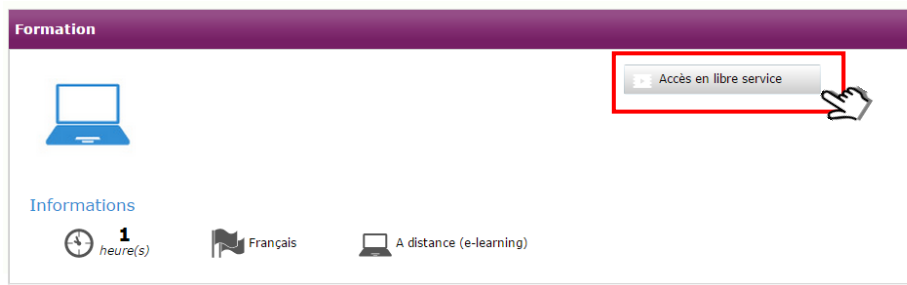 Formation
Accès en libre service
Informations
1
heure(s)
Français
A distance (e-learning)